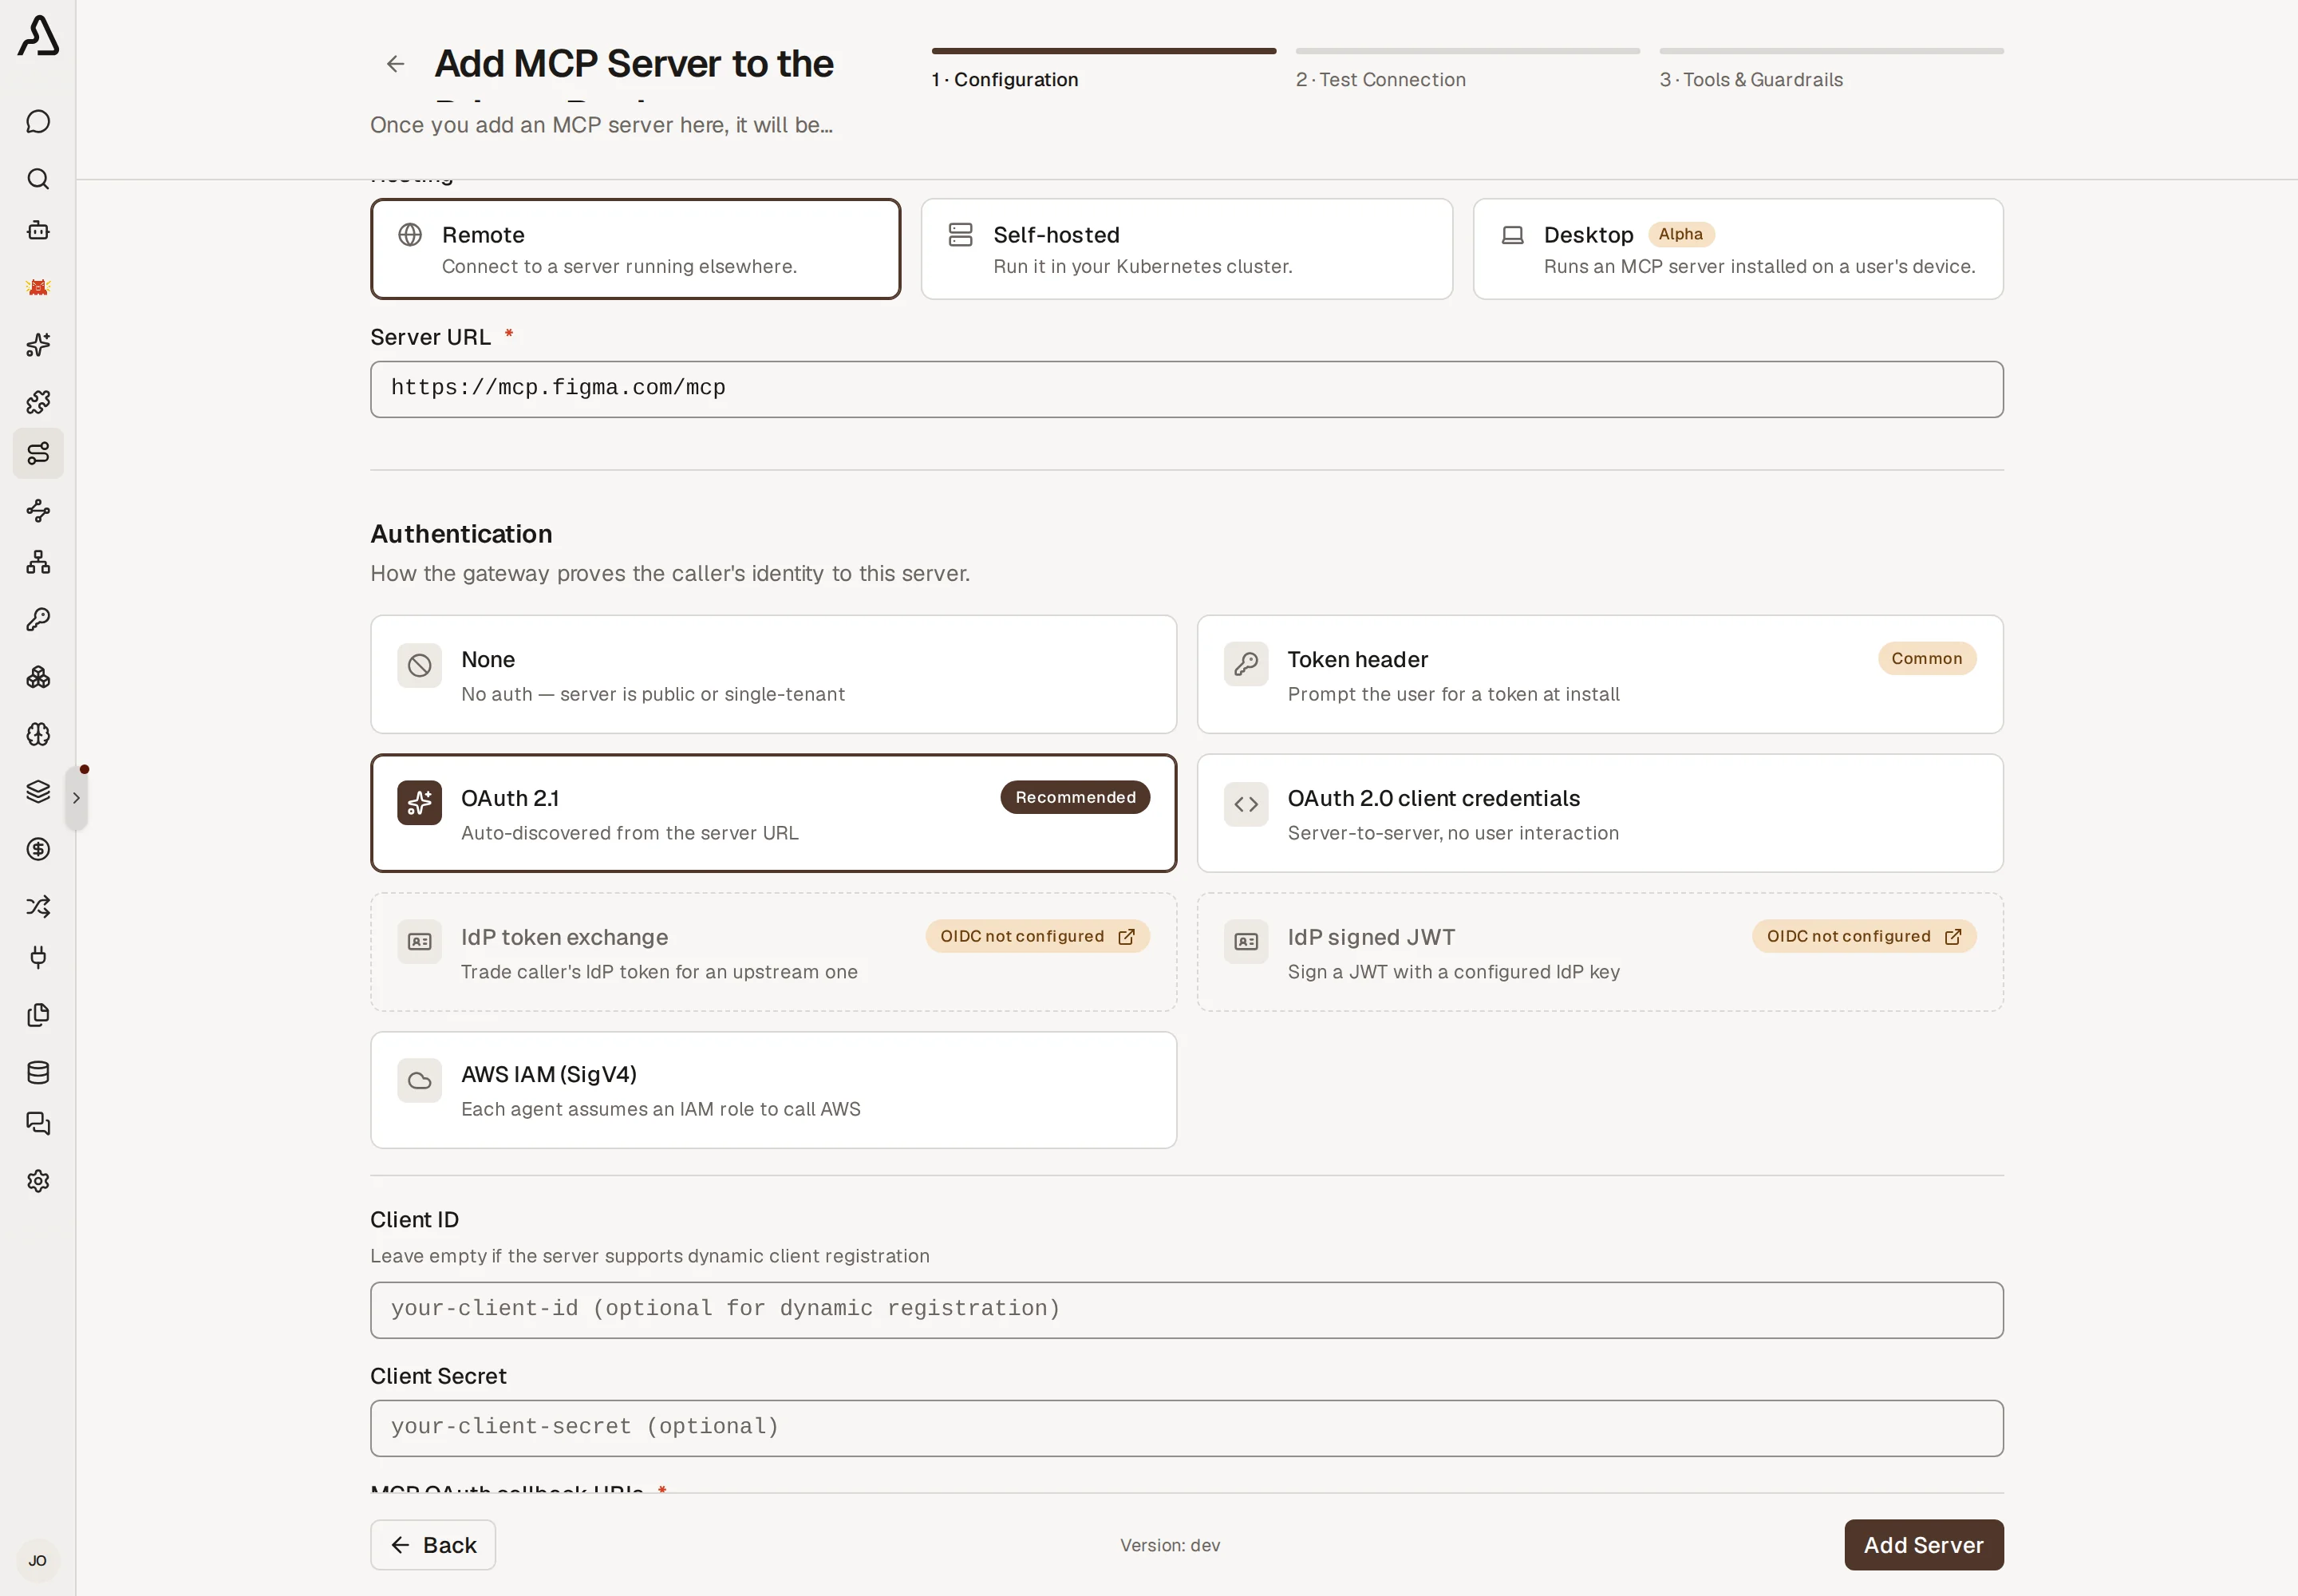 Add MCP Server to the
1 · Configuration
2 · Test Connection
3 · Tools & Guardrails
Once you add an MCP server here, it will be...
Hosting
Remote
Connect to a server running elsewhere.
Self-hosted
Run it in your Kubernetes cluster.
Desktop
Alpha
Runs an MCP server installed on a user's device.
Server URL *
https://mcp.figma.com/mcp
Authentication
How the gateway proves the caller's identity to this server.
None
No auth — server is public or single-tenant
Token header
Common
Prompt the user for a token at install
OAuth 2.1
Recommended
Auto-discovered from the server URL
OAuth 2.0 client credentials
Server-to-server, no user interaction
IdP token exchange
OIDC not configured
Trade caller's IdP token for an upstream one
IdP signed JWT
OIDC not configured
Sign a JWT with a configured IdP key
AWS IAM (SigV4)
Each agent assumes an IAM role to call AWS
Client ID
Leave empty if the server supports dynamic client registration
your-client-id (optional for dynamic registration)
Client Secret
your-client-secret (optional)
MCP OAuth callback URLs *
Back
Version: dev
Add Server
JO